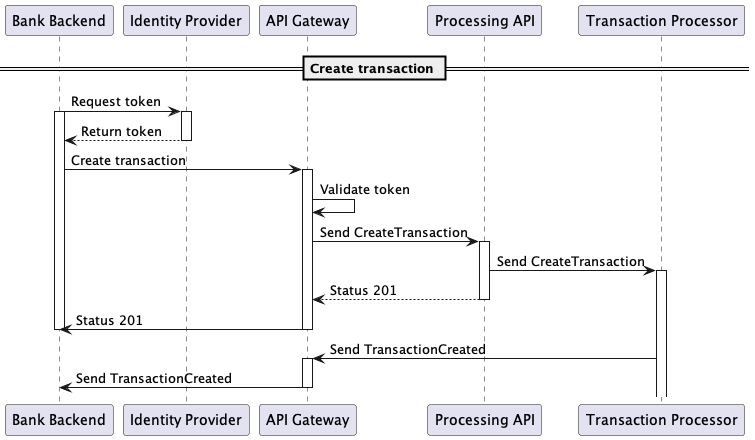 Bank Backend
Identity Provider
API Gateway
Processing API
Transaction Processor
Create transaction
Request token
Return token
Create transaction
Validate token
Send CreateTransaction
Send CreateTransaction
Status 201
Status 201
Send TransactionCreated
Send TransactionCreated
Bank Backend
Identity Provider
API Gateway
Processing API
Transaction Processor